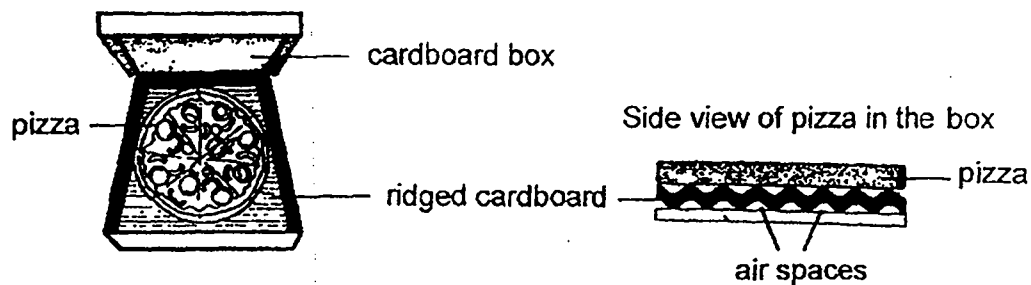 cardboard box
pizza
Side view of pizza in the box
pizza
ridged cardboard
air spaces